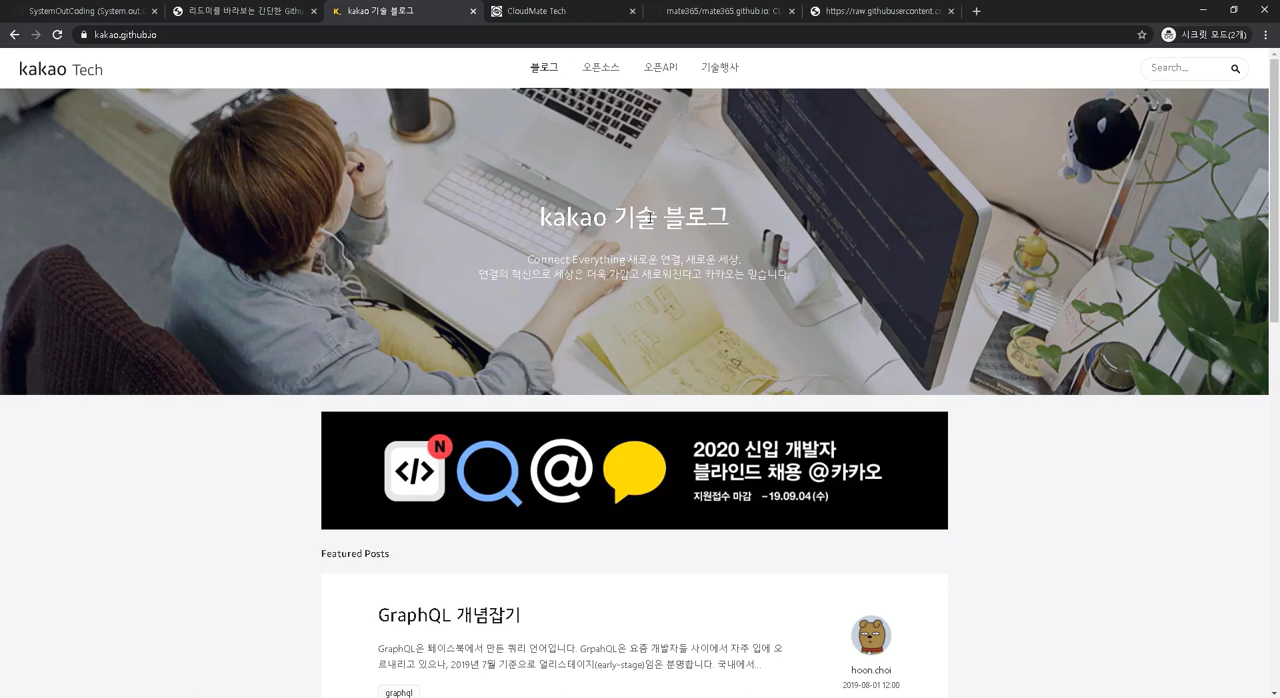 SystemOutCoding (System.out.
리드미를 바라보는 간단한 Githu
kakao 기술 블로그
CloudMate Tech
mate365/mate365.github.io: CL
https://raw.githubusercontent.c
kakao.github.io
시크릿 모드(2개)
kakao Tech
블로그
오픈소스
오픈API
기술행사
Search...
kakao 기술 블로그
Connect Everything 새로운 연결, 새로운 세상.
연결의 혁신으로 세상은 더욱 가깝고 새로워진다고 카카오는 믿습니다.
N
</>
@
2020 신입 개발자
블라인드 채용 @카카오
지원접수 마감 ~19.09.04(수)
Featured Posts
GraphQL 개념잡기
GraphQL은 페이스북에서 만든 쿼리 언어입니다. GrpahQL은 요즘 개발자들 사이에서 자주 입에 오
르내리고 있으나, 2019년 7월 기준으로 얼리스테이지(early-stage)임은 분명합니다. 국내에서...
graphql
hoon.choi
2019-08-01 12:00